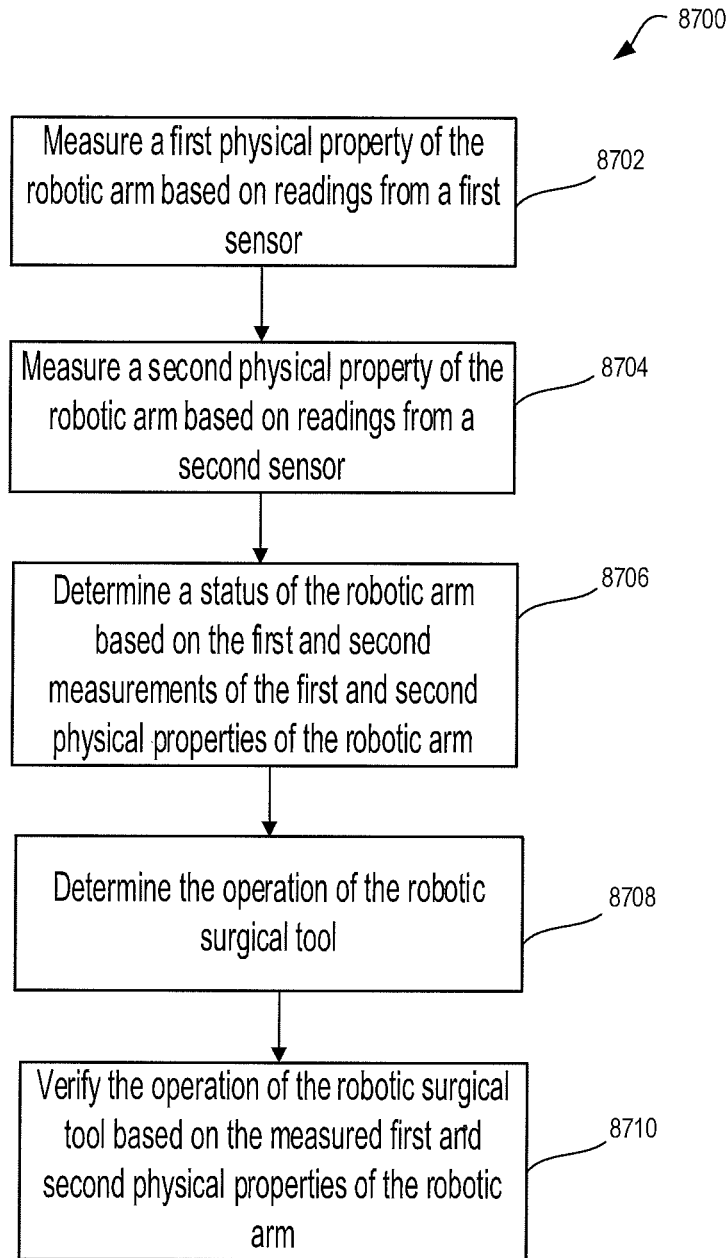 8700
Measure a first physical property of the
robotic arm based on readings from a first
sensor
8702
Measure a second physical property of the
robotic arm based on readings from a
second sensor
8704
Determine a status of the robotic arm
based on the first and second
measurements of the first and second
physical properties of the robotic arm
8706
Determine the operation of the robotic
surgical tool
8708
Verify the operation of the robotic surgical
tool based on the measured first and
second physical properties of the robotic
arm
8710